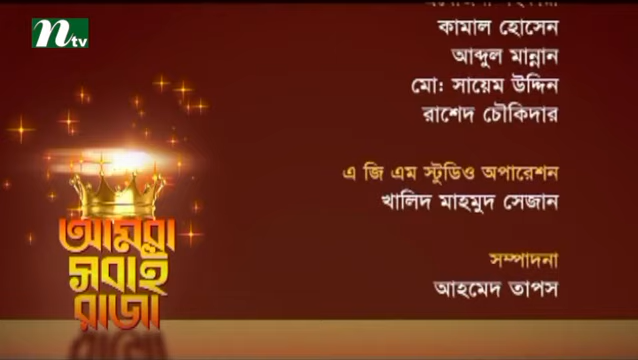 ntv
কামাল হোসেন
আব্দুল মান্নান
মো: সায়েম উদ্দিন
রাশেদ চৌকিদার
এ জি এম স্টুডিও অপারেশন
খালিদ মাহমুদ সেজান
সম্পাদনা
আহমেদ তাপস
আমরা
সবাই
রাজা